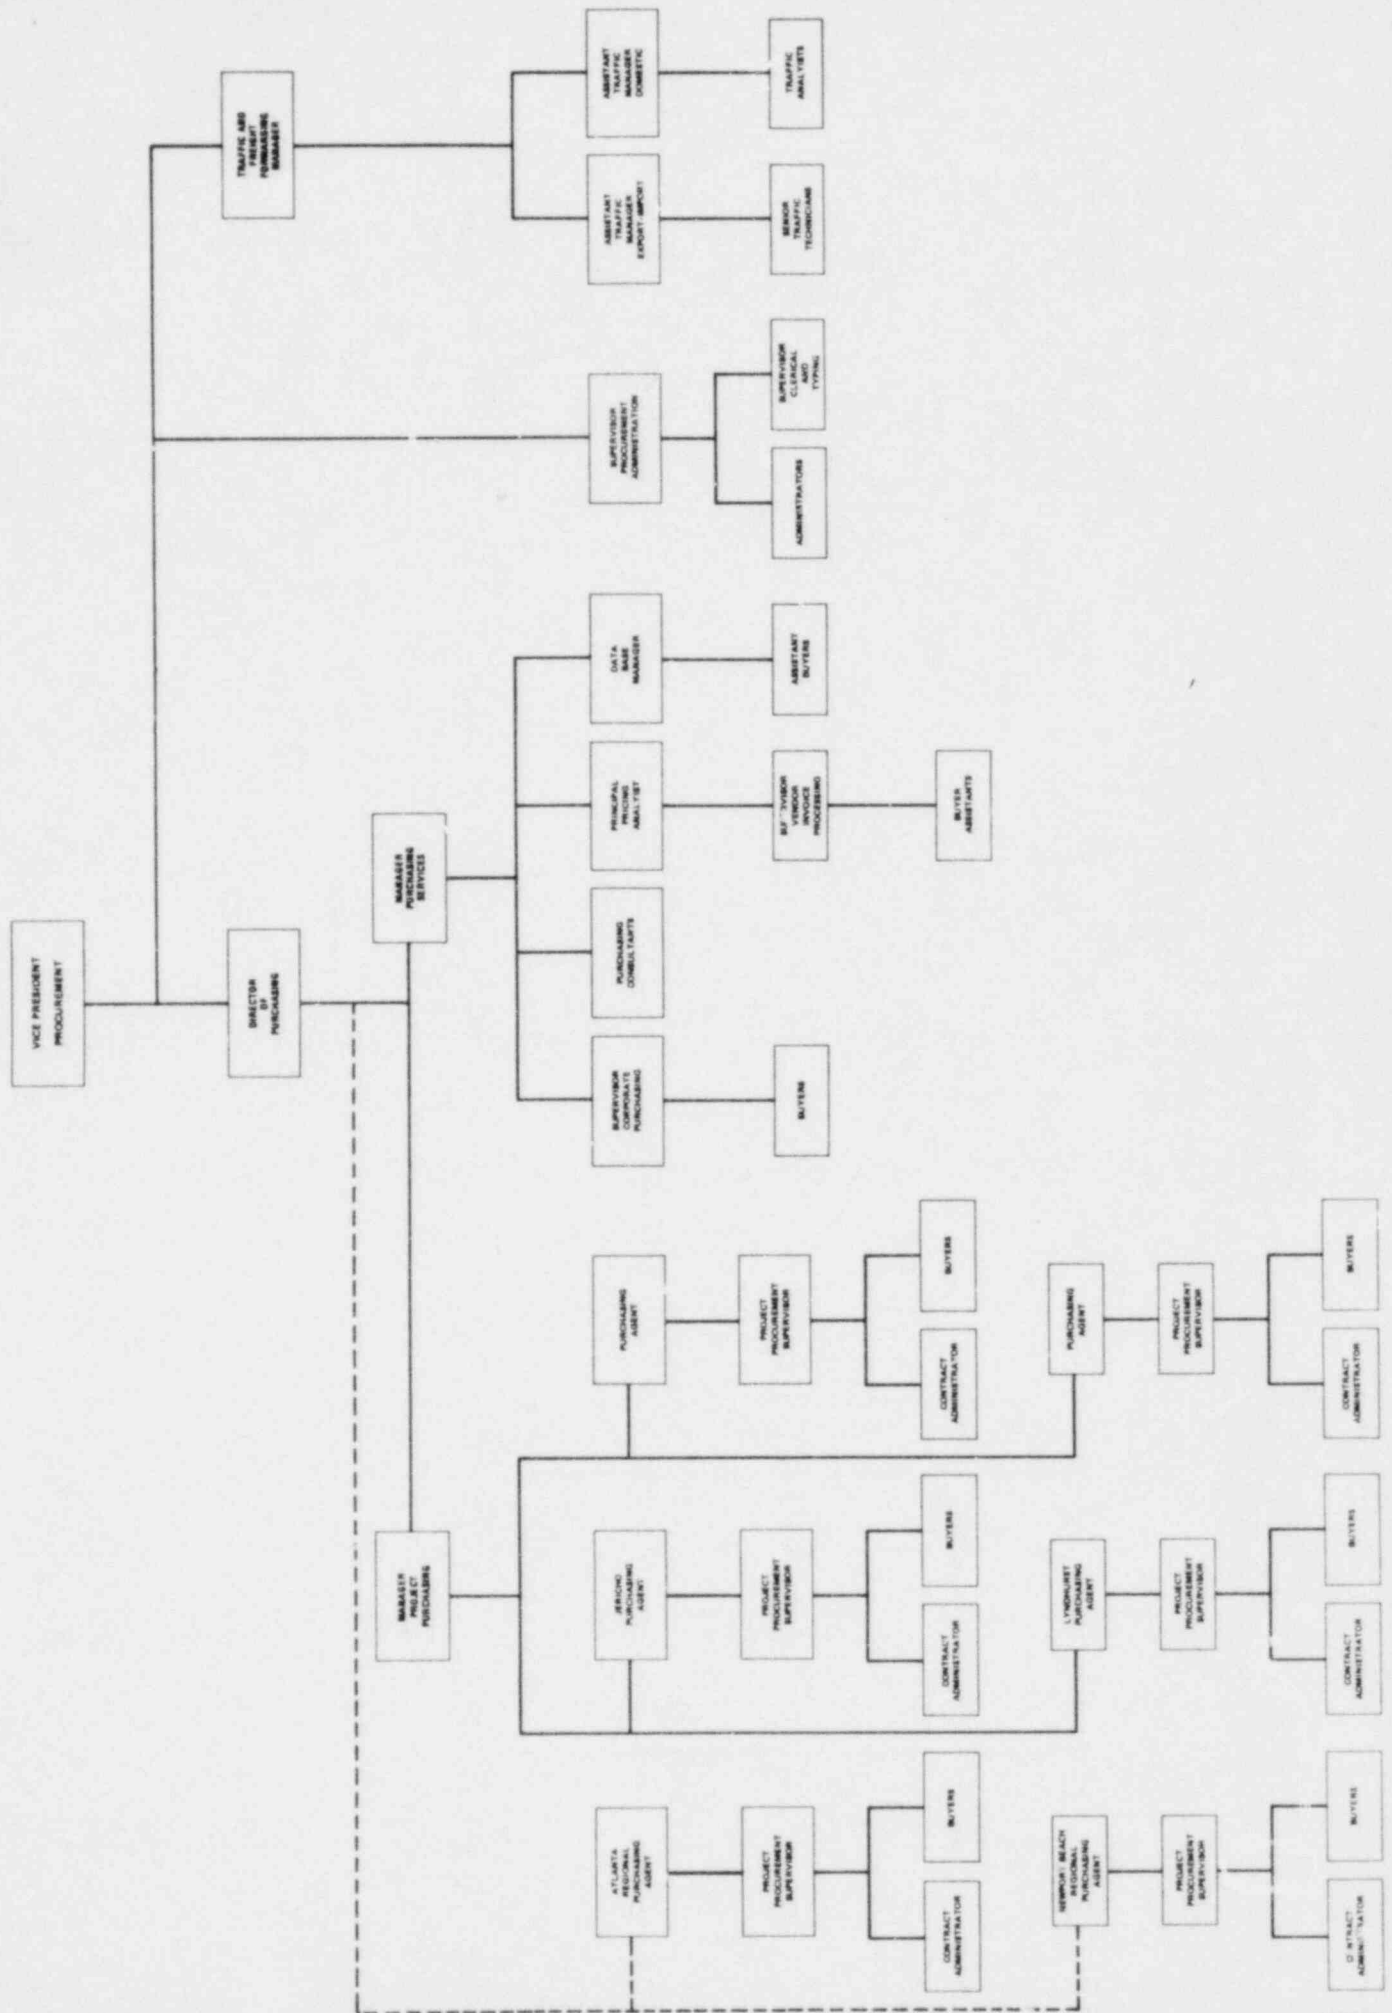 VICE PRESIDENT
PROCUREMENT
DIRECTOR
OF
PURCHASING
TRAFFIC AND
FREIGHT
FORWARDING
MANAGER
MANAGER
PROJECT
PURCHASING
MANAGER
PURCHASING
SERVICES
ATLANTA
REGIONAL
PURCHASING
AGENT
JERICHO
PURCHASING
AGENT
PURCHASING
AGENT
SUPERVISOR
CORPORATE
PURCHASING
PURCHASING
CONSULTANTS
PRINCIPAL
PRICING
ANALYST
DATA
BASE
MANAGER
SUPERVISOR
PROCUREMENT
ADMINISTRATION
ASSISTANT
TRAFFIC
MANAGER
EXPORT IMPORT
ASSISTANT
TRAFFIC
MANAGER
DOMESTIC
PROJECT
PROCUREMENT
SUPERVISOR
PROJECT
PROCUREMENT
SUPERVISOR
PROJECT
PROCUREMENT
SUPERVISOR
BUYERS
VENDOR
INVOICE
PROCESSING
ASSISTANT
BUYERS
ADMINISTRATORS
SUPERVISOR
CLERICAL
AND
TYPING
SENIOR
TRAFFIC
TECHNICIANS
TRAFFIC
ANALYSTS
CONTRACT
ADMINISTRATOR
BUYERS
CONTRACT
ADMINISTRATOR
BUYERS
CONTRACT
ADMINISTRATOR
BUYERS
BUYER
ASSISTANTS
NEWPORT BEACH
REGIONAL
PURCHASING
AGENT
LYNDHURST
PURCHASING
AGENT
PURCHASING
AGENT
PROJECT
PROCUREMENT
SUPERVISOR
PROJECT
PROCUREMENT
SUPERVISOR
PROJECT
PROCUREMENT
SUPERVISOR
ADMINISTRATOR
BUYERS
CONTRACT
ADMINISTRATOR
BUYERS
CONTRACT
ADMINISTRATOR
BUYERS